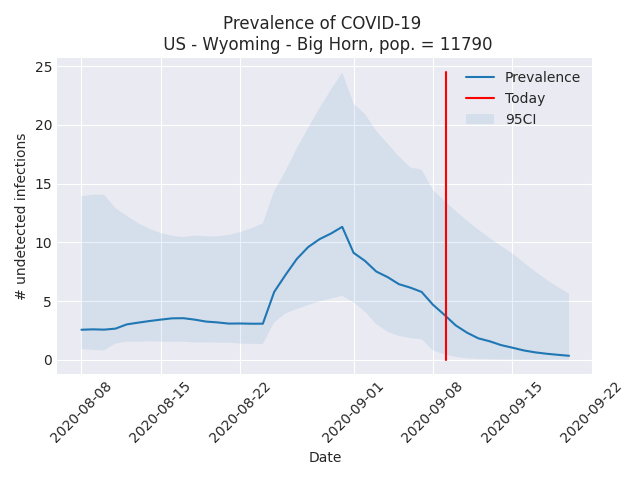 Prevalence of COVID-19
US - Wyoming - Big Horn, pop. = 11790
Prevalence
Today
95CI
# undetected infections
25
20
15
10
5
0
2020-08-08
2020-08-15
2020-08-22
2020-09-01
2020-09-08
2020-09-15
2020-09-22
Date